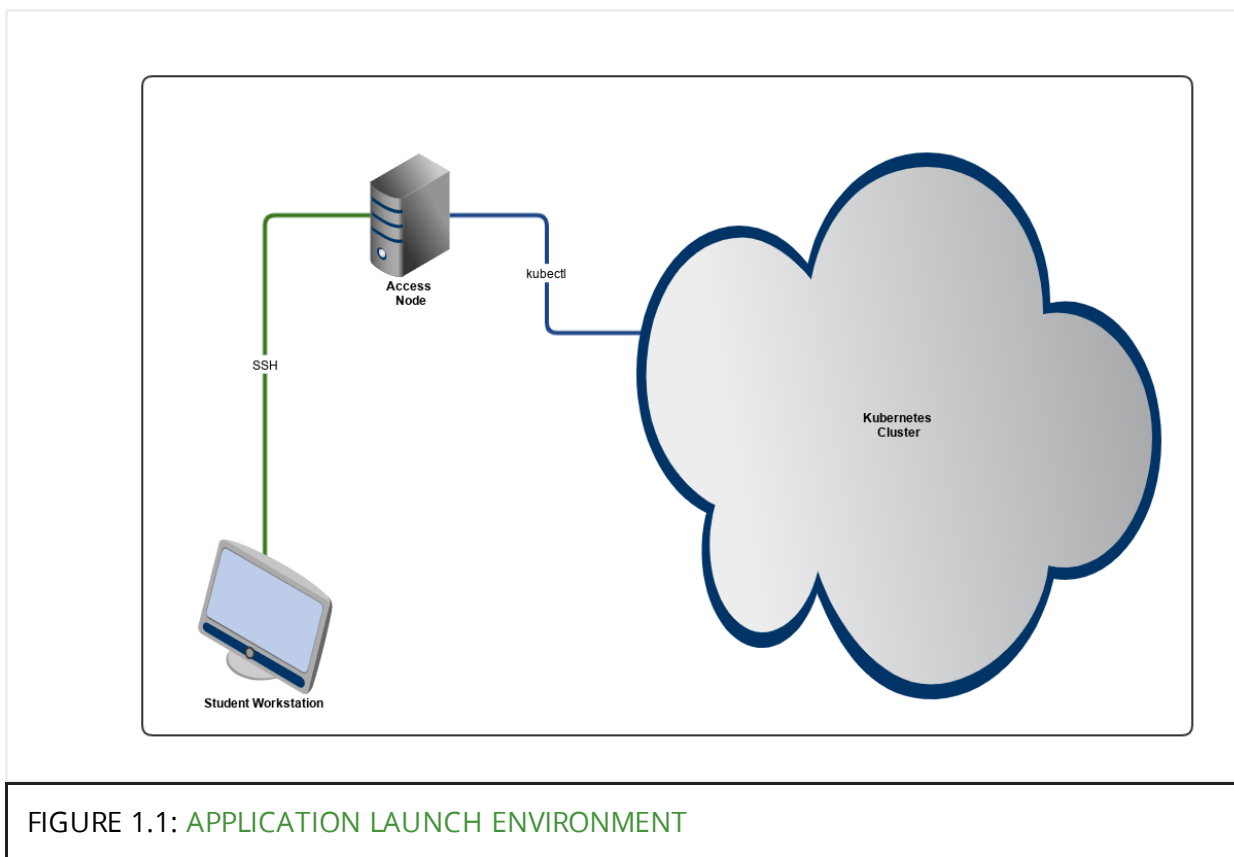 Access
Node
kubectl
SSH
Kubernetes
Cluster
Student Workstation
FIGURE 1.1: APPLICATION LAUNCH ENVIRONMENT